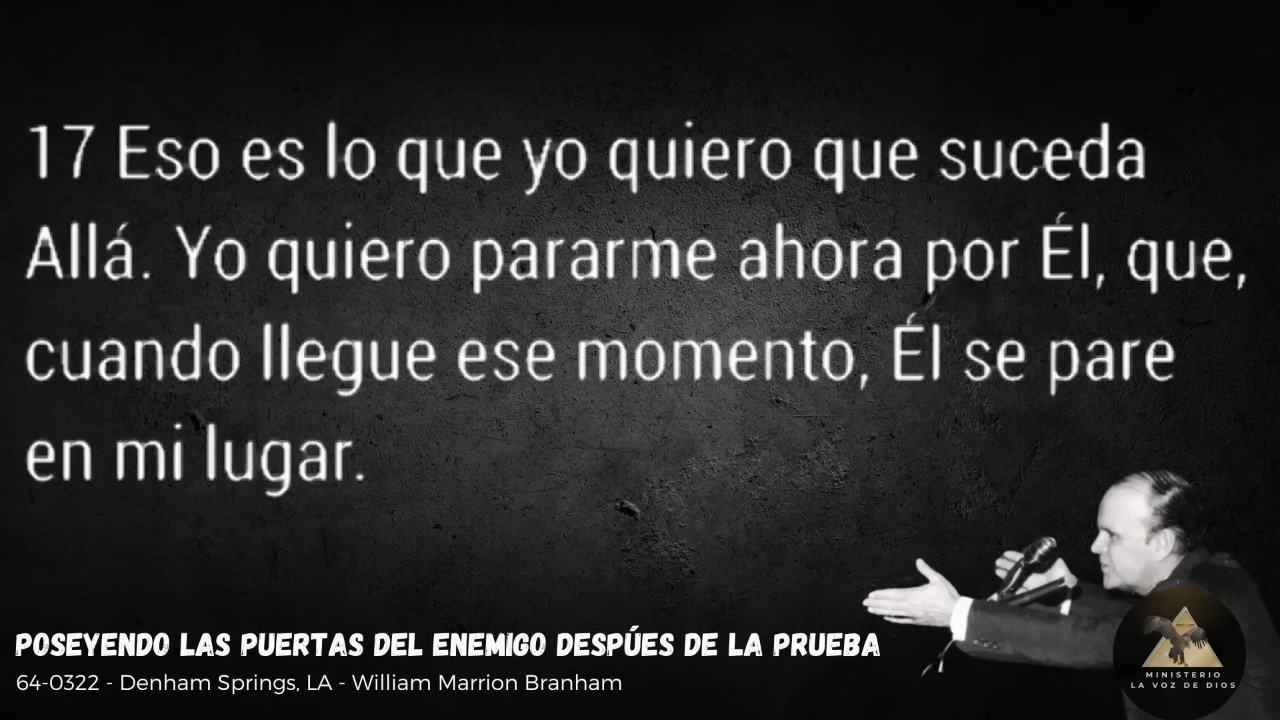 17 Eso es lo que yo quiero que suceda
Allá. Yo quiero pararme ahora por Él, que,
cuando llegue ese momento, Él se pare
en mi lugar.
POSEYENDO LAS PUERTAS DEL ENEMIGO DESPÚES DE LA PRUEBA
64-0322 - Denham Springs, LA - William Marrion Branham
MINISTERIO
LA VOZ DE DIOS